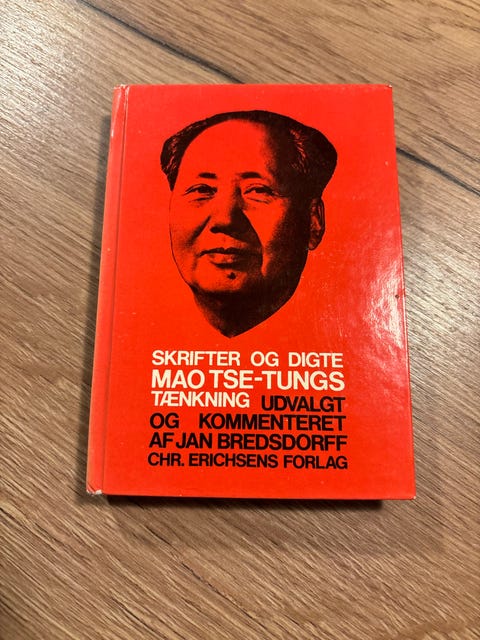 SKRIFTER OG DIGTE
MAO TSE-TUNGS
TÆNKNING UDVALGT
OG KOMMENTERET
AF JAN BREDSDORFF
CHR. ERICHSENS FORLAG